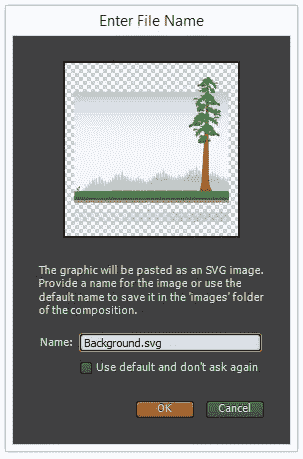 Enter File Name
The graphic will be pasted as an SVG image.
Provide a name for the image or use the
default name to save it in the 'images' folder
of the composition.
Name: Background.svg
Use default and don't ask again
OK Cancel